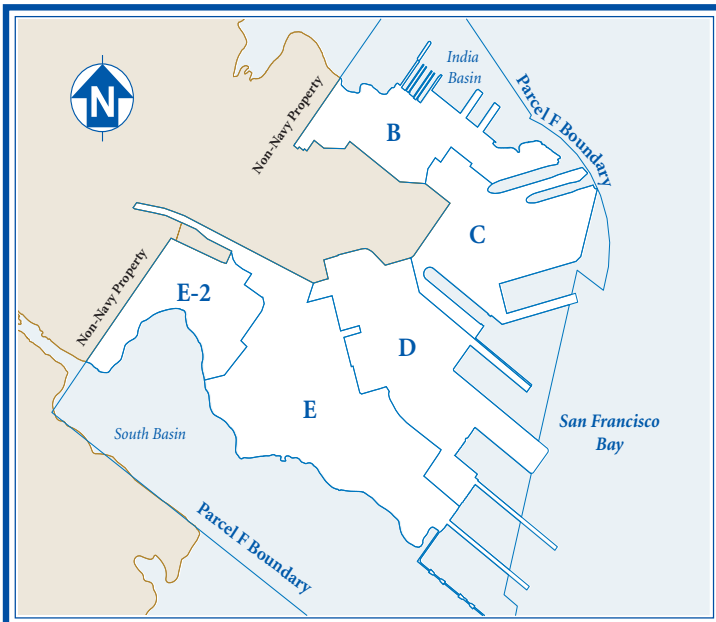 India
Basin
Parcel F Boundary
N
Non-Navy Property
B
C
Non-Navy Property
E-2
D
E
San Francisco
Bay
South Basin
Parcel F Boundary